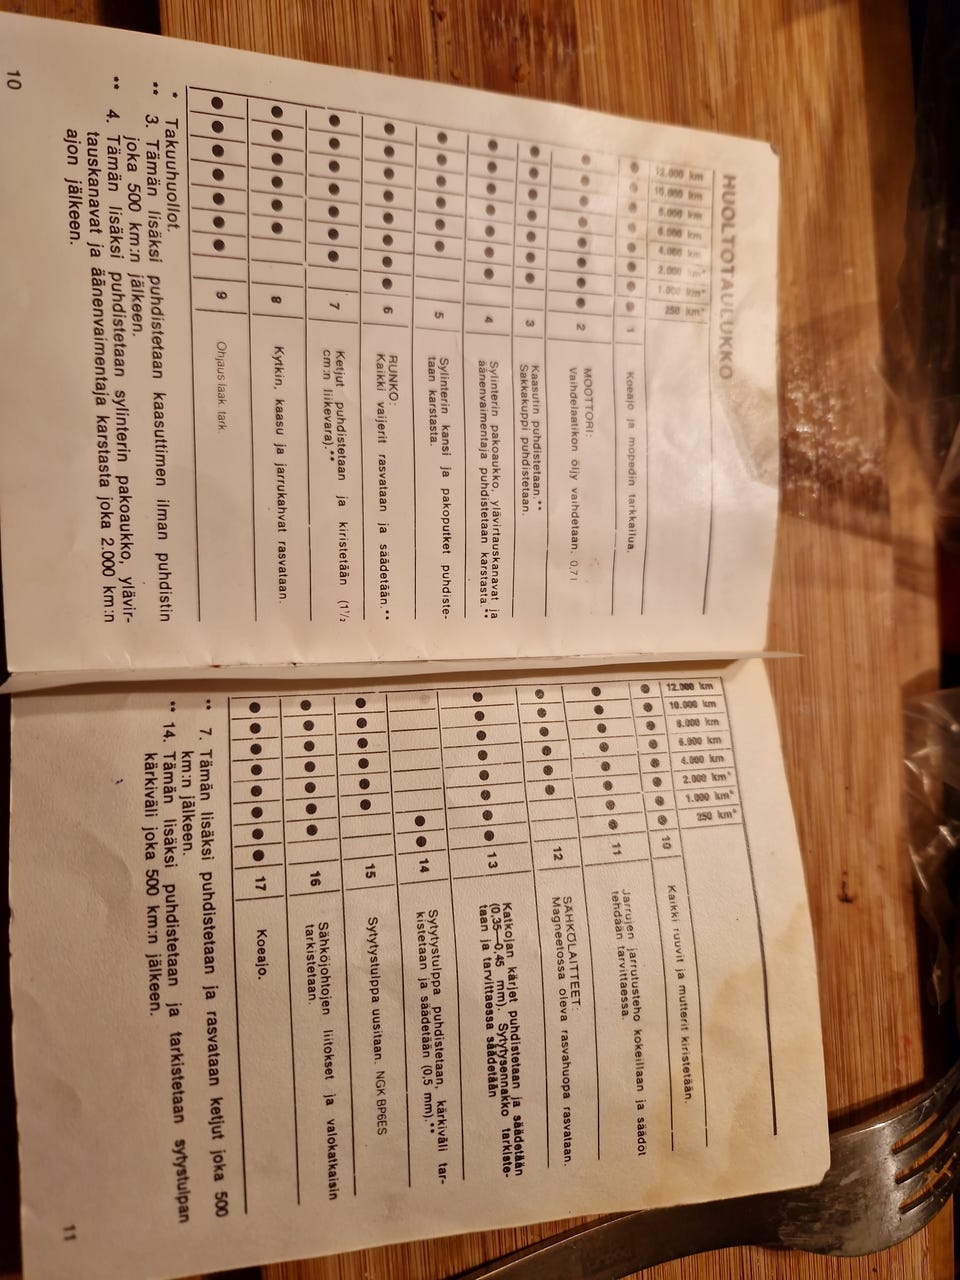 HUOLTOTAULUKKO
250 km*
1.000 km*
2.000 km*
4.000 km
6.000 km
8.000 km
10.000 km
12.000 km
1 Koeajo ja mopedin tarkkailua.
MOOTTORI:
2 Vaihdelaatikon öljy vaihdetaan. 0,7 l
3 Kaasutin puhdistetaan.**
Sakkakuppi puhdistetaan.
4 Sylinterin pakoaukko, ylävirtauskanavat ja
äänenvaimentaja puhdistetaan karstasta.**
5 Sylinterin kansi ja pakoputket puhdiste-
taan karstasta.
RUNKO:
6 Kaikki vaijerit rasvataan ja säädetään.**
7 Ketjut puhdistetaan ja kiristetään (1½
cm:n liikevara).**
8 Kytkin, kaasu ja jarrukahvat rasvataan.
9 Ohjaus laak. tark
* Takuuhuollot.
** 3. Tämän lisäksi puhdistetaan kaasuttimen ilman puhdistin
joka 500 km:n jälkeen.
** 4. Tämän lisäksi puhdistetaan sylinterin pakoaukko, ylävir-
tauskanavat ja äänenvaimentaja karstasta joka 2.000 km:n
ajon jälkeen.
10
250 km*
1.000 km*
2.000 km*
4.000 km
6.000 km
8.000 km
10.000 km
12.000 km
10 Kaikki ruuvit ja mutterit kiristetään.
11 Jarrujen jarrutusteho kokeillaan ja säädöt
tehdään tarvittaessa.
SÄHKÖLAITTEET:
12 Magneetossa oleva rasvahuopa rasvataan.
13 Katkojan kärjet puhdistetaan ja säädetään
(0,35—0,45 mm). Sytytysennakko tarkiste-
taan ja tarvittaessa säädetään
14 Sytytystulppa puhdistetaan, kärkiväli tar-
kistetaan ja säädetään (0,5 mm).**
15 Sytytystulppa uusitaan. NGK BP6ES
16 Sähköjohtojen liitokset ja valokatkaisin
tarkistetaan.
17 Koeajo.
** 7. Tämän lisäksi puhdistetaan ja rasvataan ketjut joka 500
km:n jälkeen.
** 14. Tämän lisäksi puhdistetaan ja tarkistetaan sytystulpan
kärkiväli joka 500 km:n jälkeen.
11